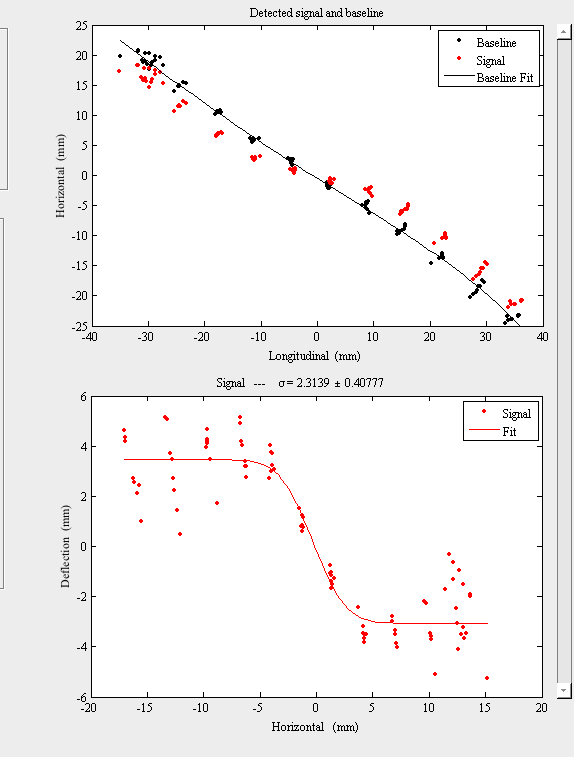 Detected signal and baseline
25
20
15
10
5
0
-5
-10
-15
-20
-25
Horizontal (mm)
Baseline
Signal
Baseline Fit
-40 -30 -20 -10 0 10 20 30 40
Longitudinal (mm)
Signal --- σ = 2.3139 ± 0.40777
6
4
2
0
-2
-4
-6
Deflection (mm)
Signal
Fit
-20 -15 -10 -5 0 5 10 15 20
Horizontal (mm)